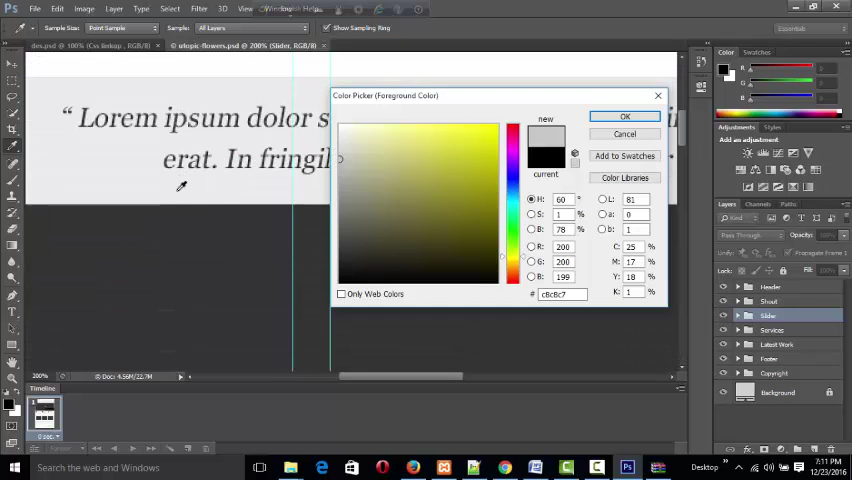 File Edit Image Layer Type Select Filter 3D View Window
Essentials
Sample Size: Point Sample Sample: All Layers Show Sampling Ring
des.psd @ 100% (Css linkup , RGB/8) × utopic-flowers.psd @ 200% (Slider, RGB/8) ×
“ Lorem ipsum dolor s
erat. In fringil
Color Picker (Foreground Color)
new
current
OK
Cancel
Add to Swatches
Color Libraries
H: 60 °
S: 1 %
B: 78 %
R: 200
G: 200
B: 199
L: 81
a: 0
b: 1
C: 25 %
M: 17 %
Y: 18 %
K: 1 %
Only Web Colors
# c8c8c7
Color Swatches
R
G
B
Adjustments Styles
Add an adjustment
Layers Channels Paths
Kind
Pass Through Opacity:
Unify: Propagate Frame
Lock: Fill:
Header
Shout
Slider
Services
Latest Work
Footer
Copyright
Background
200% Doc: 4.56M/22.7M
Timeline
1
0 sec.
Search the web
Desktop
7:11 PM
12/23/2016